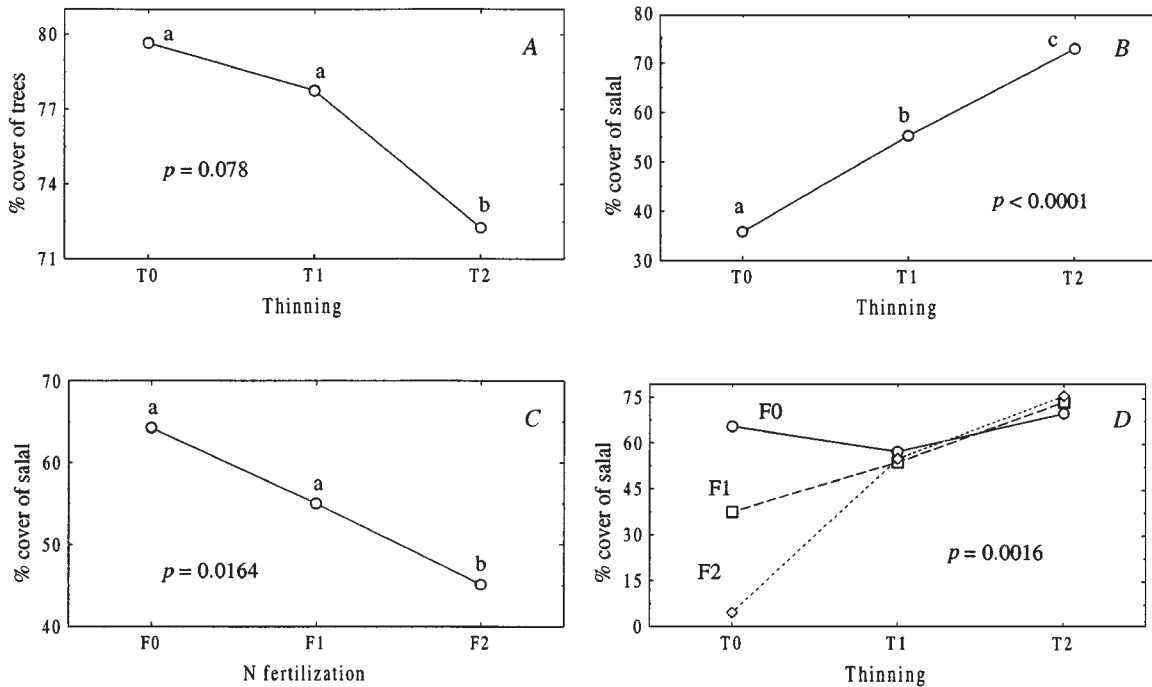 A
% cover of trees
80
77
74
71
a
a
b
p = 0.078
T0 T1 T2
Thinning
B
% cover of salal
80
70
60
50
40
30
a
b
c
p < 0.0001
T0 T1 T2
Thinning
C
% cover of salal
70
60
50
40
a
a
b
p = 0.0164
F0 F1 F2
N fertilization
D
% cover of salal
75
60
45
30
15
0
F0
F1
F2
p = 0.0016
T0 T1 T2
Thinning